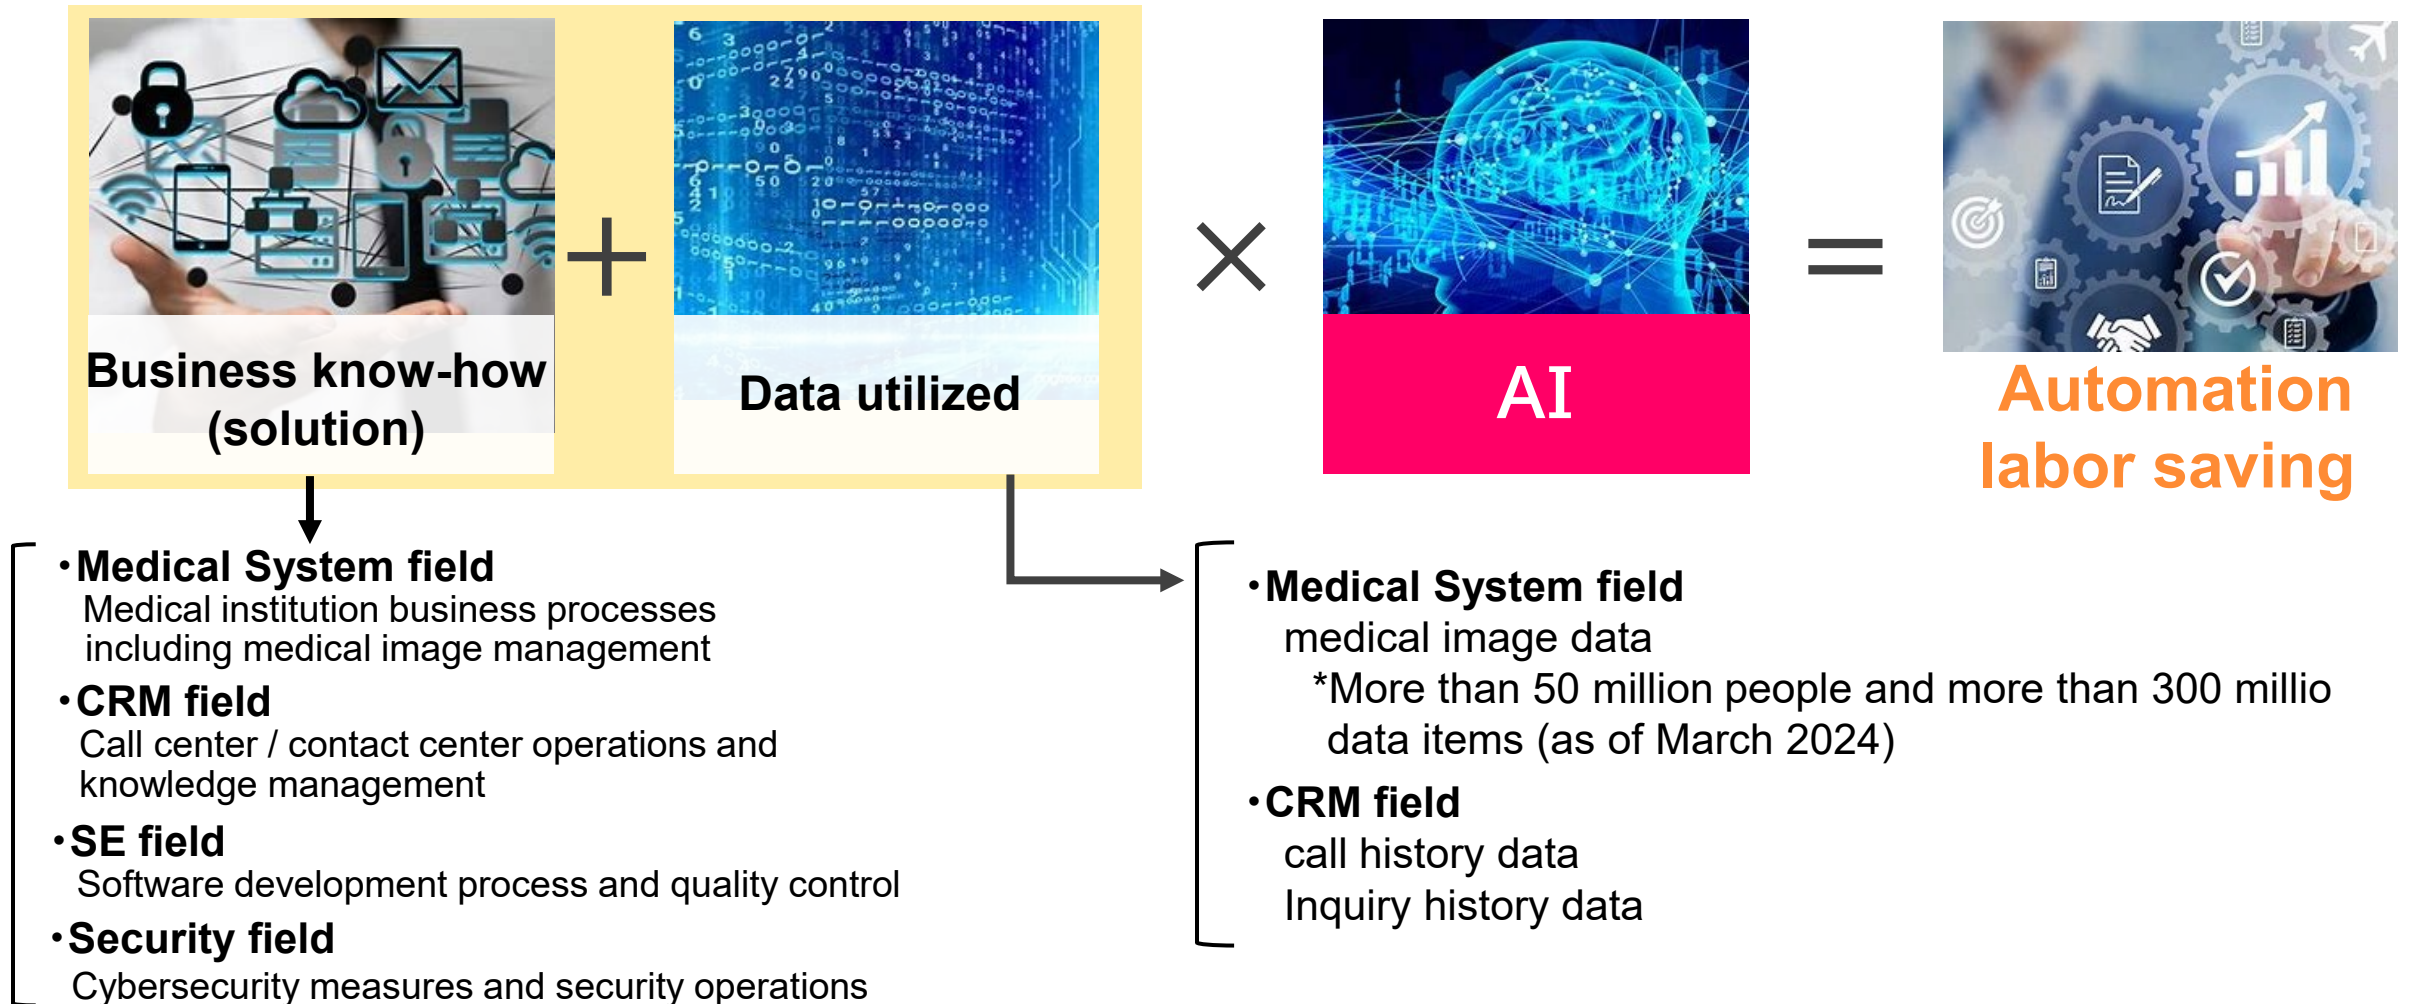 Business know-how
(solution)
+
Data utilized
×
AI
=
Automation
labor saving
・Medical System field
Medical institution business processes
including medical image management
・CRM field
Call center / contact center operations and
knowledge management
・SE field
Software development process and quality control
・Security field
Cybersecurity measures and security operations
・Medical System field
medical image data
*More than 50 million people and more than 300 millio
data items (as of March 2024)
・CRM field
call history data
Inquiry history data